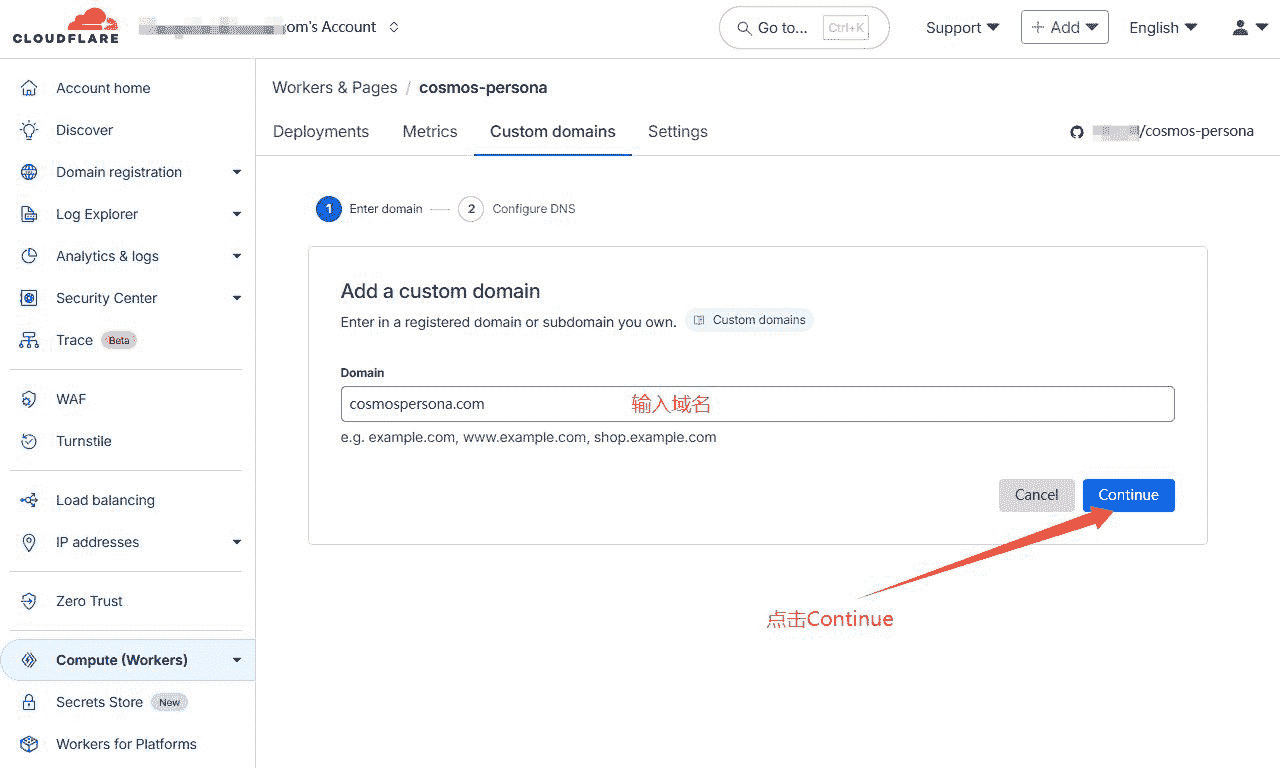 CLOUDFLARE
om's Account
Go to... Ctrl+K
Support
Add
English
Account home
Discover
Domain registration
Log Explorer
Analytics & logs
Security Center
Trace Beta
WAF
Turnstile
Load balancing
IP addresses
Zero Trust
Compute (Workers)
Secrets Store New
Workers for Platforms
Workers & Pages / cosmos-persona
Deployments Metrics Custom domains Settings
/cosmos-persona
1 Enter domain 2 Configure DNS
Add a custom domain
Enter in a registered domain or subdomain you own. Custom domains
Domain
cosmospersona.com 输入域名
e.g. example.com, www.example.com, shop.example.com
Cancel Continue
点击Continue